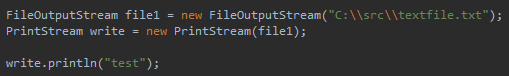 FileOutputStream file1 = new FileOutputStream("C:\\src\\textfile.txt");
PrintStream write = new PrintStream(file1);
write.println("test");